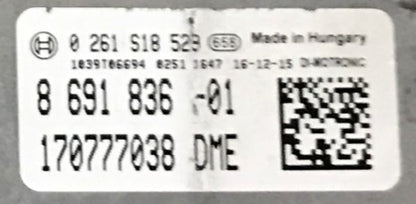 0 261 S18 529 658 Made in Hungary
1039T06694 0251 1647 16-12-15 DI-MOTRONIC
8 691 836 -01
170777038 DME